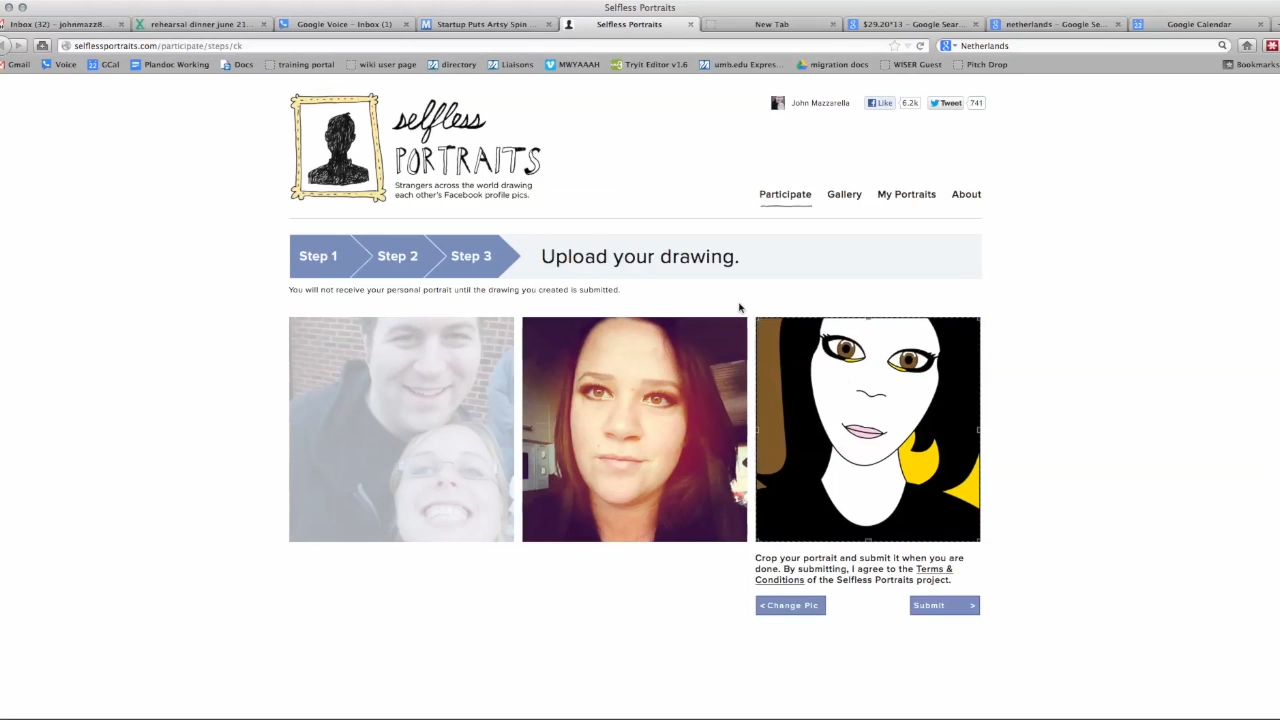 Selfless Portraits
Inbox (32) – johnmazz8...
rehearsal dinner june 21...
Google Voice – Inbox (1)
Startup Puts Artsy Spin ...
Selfless Portraits
New Tab
$29.20*13 – Google Sear...
netherlands – Google Se...
Google Calendar
selflessportraits.com/participate/steps/ck
Netherlands
Gmail
Voice
GCal
Plandoc Working
Docs
training portal
wiki user page
directory
Liaisons
MWYAAAH
Tryit Editor v1.6
umb.edu Expres...
migration docs
WISER Guest
Pitch Drop
Bookmarks
selfless
PORTRAITS
Strangers across the world drawing
each other's Facebook profile pics.
John Mazzarella
Like
6.2k
Tweet
741
Participate
Gallery
My Portraits
About
Step 1
Step 2
Step 3
Upload your drawing.
You will not receive your personal portrait until the drawing you created is submitted.
Crop your portrait and submit it when you are
done. By submitting, I agree to the Terms &
Conditions of the Selfless Portraits project.
< Change Pic
Submit >